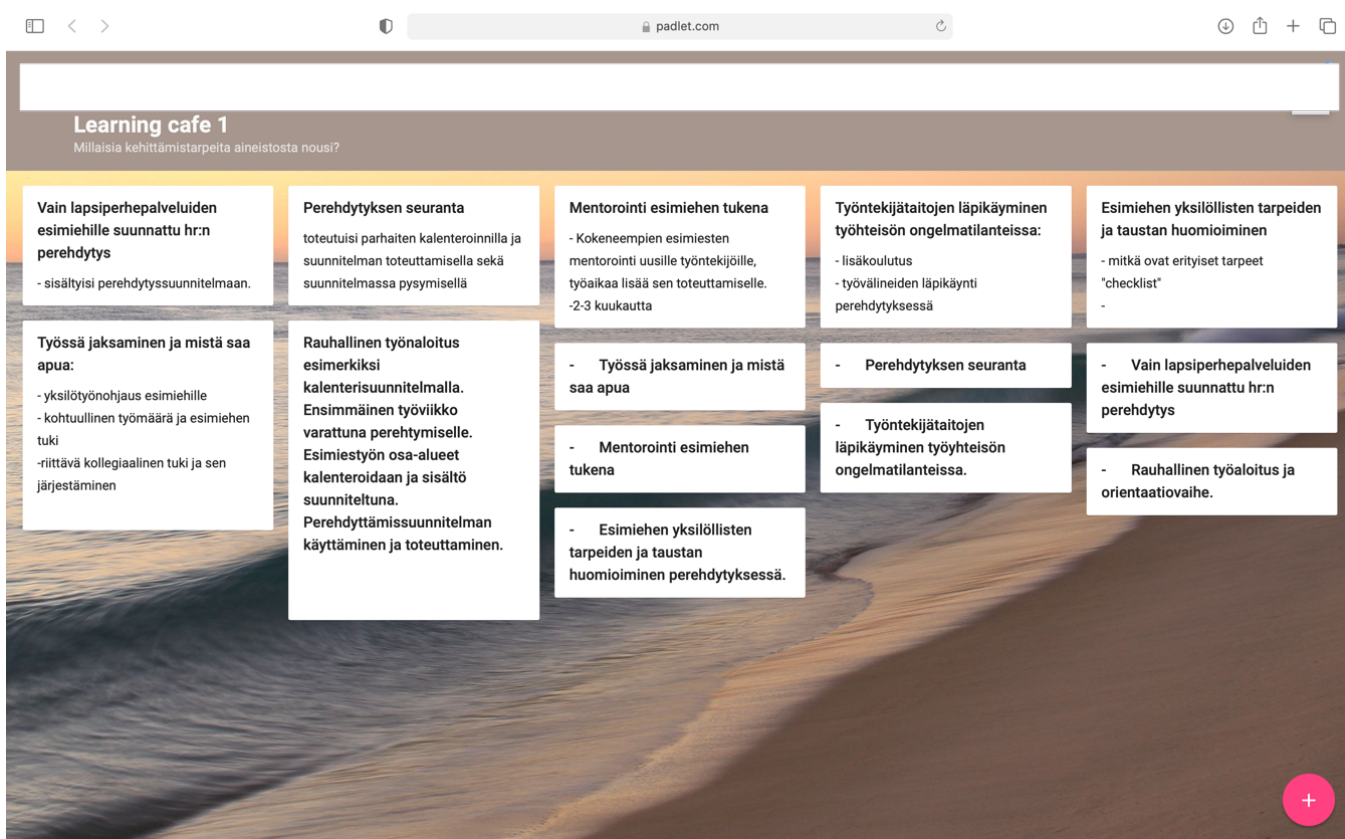 padlet.com
Learning cafe 1
Millaisia kehittämistarpeita aineistosta nousi?
Vain lapsiperhepalveluiden
esimiehille suunnattu hr:n
perehdytys
- sisältyisi perehdytyssuunnitelmaan.
Työssä jaksaminen ja mistä saa
apua:
- yksilötyönohjaus esimiehille
- kohtuullinen työmäärä ja esimiehen
tuki
-riittävä kollegiaalinen tuki ja sen
järjestäminen
Perehdytyksen seuranta
toteutuisi parhaiten kalenteroinnilla ja
suunnitelman toteuttamisella sekä
suunnitelmassa pysymisellä
Rauhallinen työnaloitus
esimerkiksi
kalenterisuunnitelmalla.
Ensimmäinen työviikko
varattuna perehtymiselle.
Esimiestyön osa-alueet
kalenteroidaan ja sisältö
suunniteltuna.
Perehdyttämissuunnitelman
käyttäminen ja toteuttaminen.
Mentorointi esimiehen tukena
- Kokeneempien esimiesten
mentorointi uusille työntekijöille,
työaikaa lisää sen toteuttamiselle.
-2-3 kuukautta
- Työssä jaksaminen ja mistä
saa apua
- Mentorointi esimiehen
tukena
- Esimiehen yksilöllisten
tarpeiden ja taustan
huomioiminen perehdytyksessä.
Työntekijätaitojen läpikäyminen
työhteisön ongelmatilanteissa:
- lisäkoulutus
- työvälineiden läpikäynti
perehdytyksessä
- Perehdytyksen seuranta
- Työntekijätaitojen
läpikäyminen työyhteisön
ongelmatilanteissa.
Esimiehen yksilöllisten tarpeiden
ja taustan huomioiminen
- mitkä ovat erityiset tarpeet
"checklist"
-
- Vain lapsiperhepalveluiden
esimiehille suunnattu hr:n
perehdytys
- Rauhallinen työaloitus ja
orientaatiovaihe.